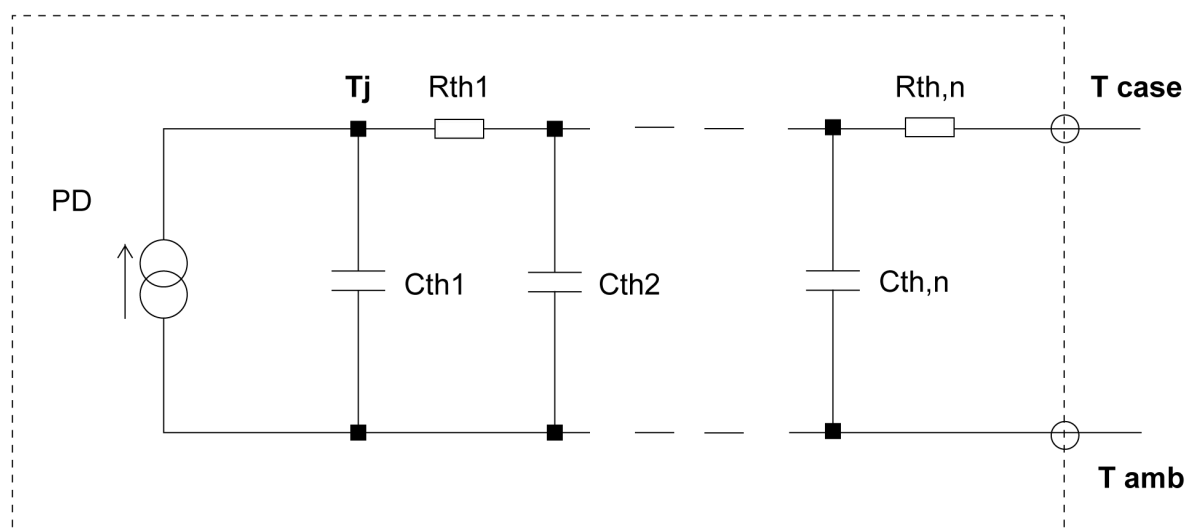 Tj
Rth1
Rth,n
T case
PD
Cth1
Cth2
Cth,n
T amb